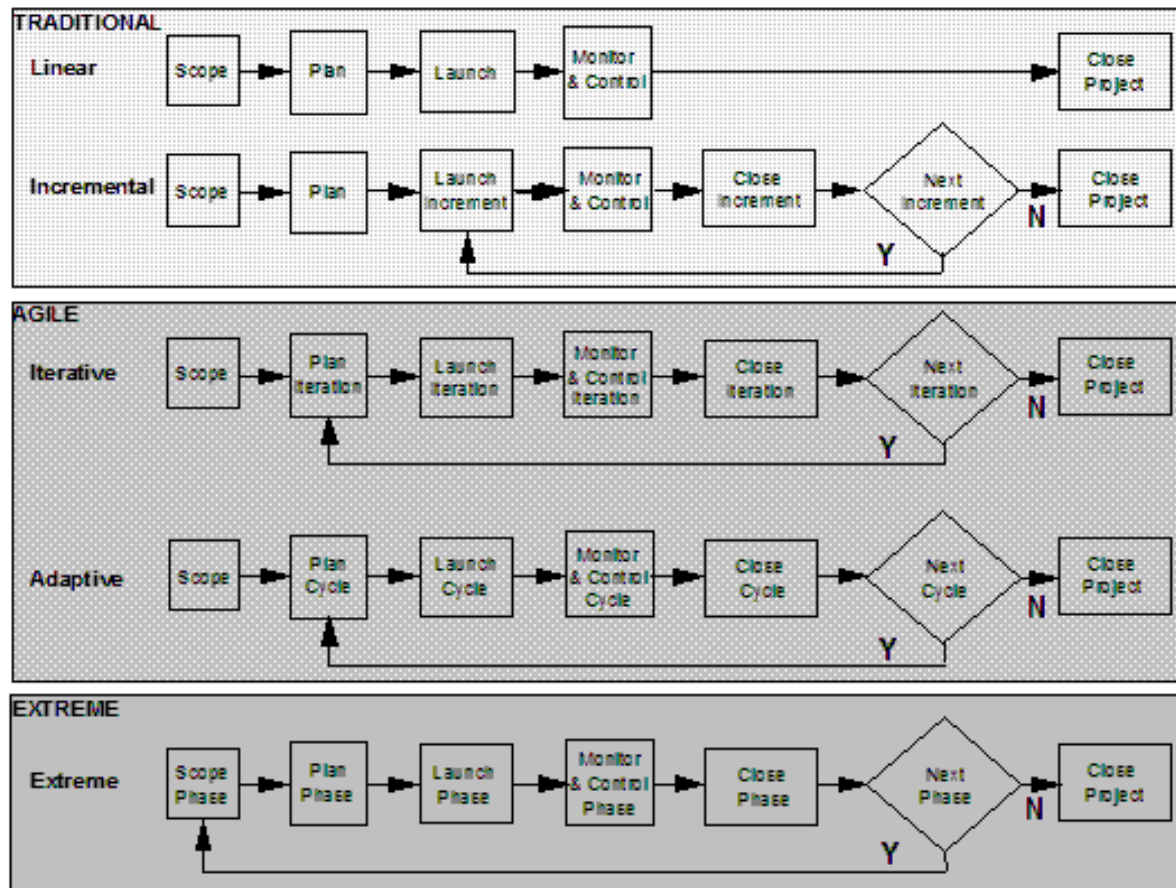 TRADITIONAL
Linear
Scope
Plan
Launch
Monitor
& Control
Close
Project
Incremental
Scope
Plan
Launch
Increment
Monitor
& Control
Close
Increment
Next
Increment
N
Close
Project
Y
AGILE
Iterative
Scope
Plan
Iteration
Launch
Iteration
Monitor
& Control
Iteration
Close
Iteration
Next
Iteration
N
Close
Project
Y
Adaptive
Scope
Plan
Cycle
Launch
Cycle
Monitor
& Control
Cycle
Close
Cycle
Next
Cycle
N
Close
Project
Y
EXTREME
Extreme
Scope
Phase
Plan
Phase
Launch
Phase
Monitor
& Control
Phase
Close
Phase
Next
Phase
N
Close
Project
Y